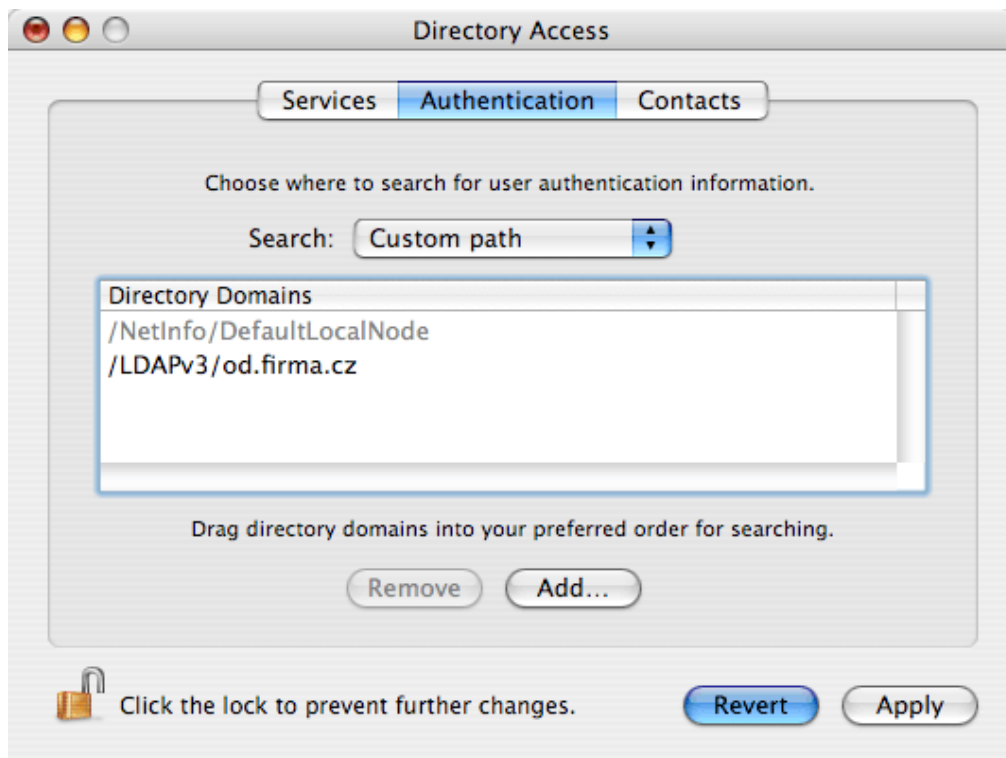 Directory Access
Services Authentication Contacts
Choose where to search for user authentication information.
Search: Custom path
Directory Domains
/NetInfo/DefaultLocalNode
/LDAPv3/od.firma.cz
Drag directory domains into your preferred order for searching.
Remove Add...
Click the lock to prevent further changes. Revert Apply